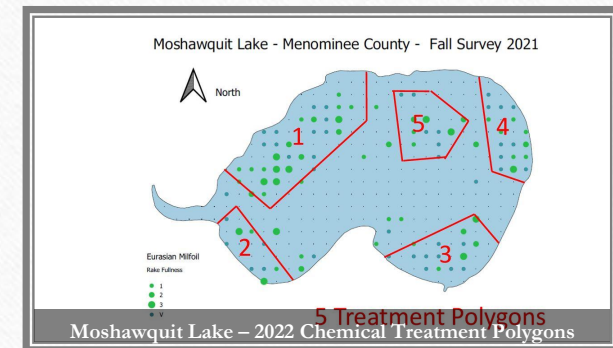 Moshawquit Lake - Menominee County - Fall Survey 2021
North
1
5
4
2
3
Eurasian Milfoil
Rake Fullness
1
2
3
V
5 Treatment Polygons
Moshawquit Lake – 2022 Chemical Treatment Polygons